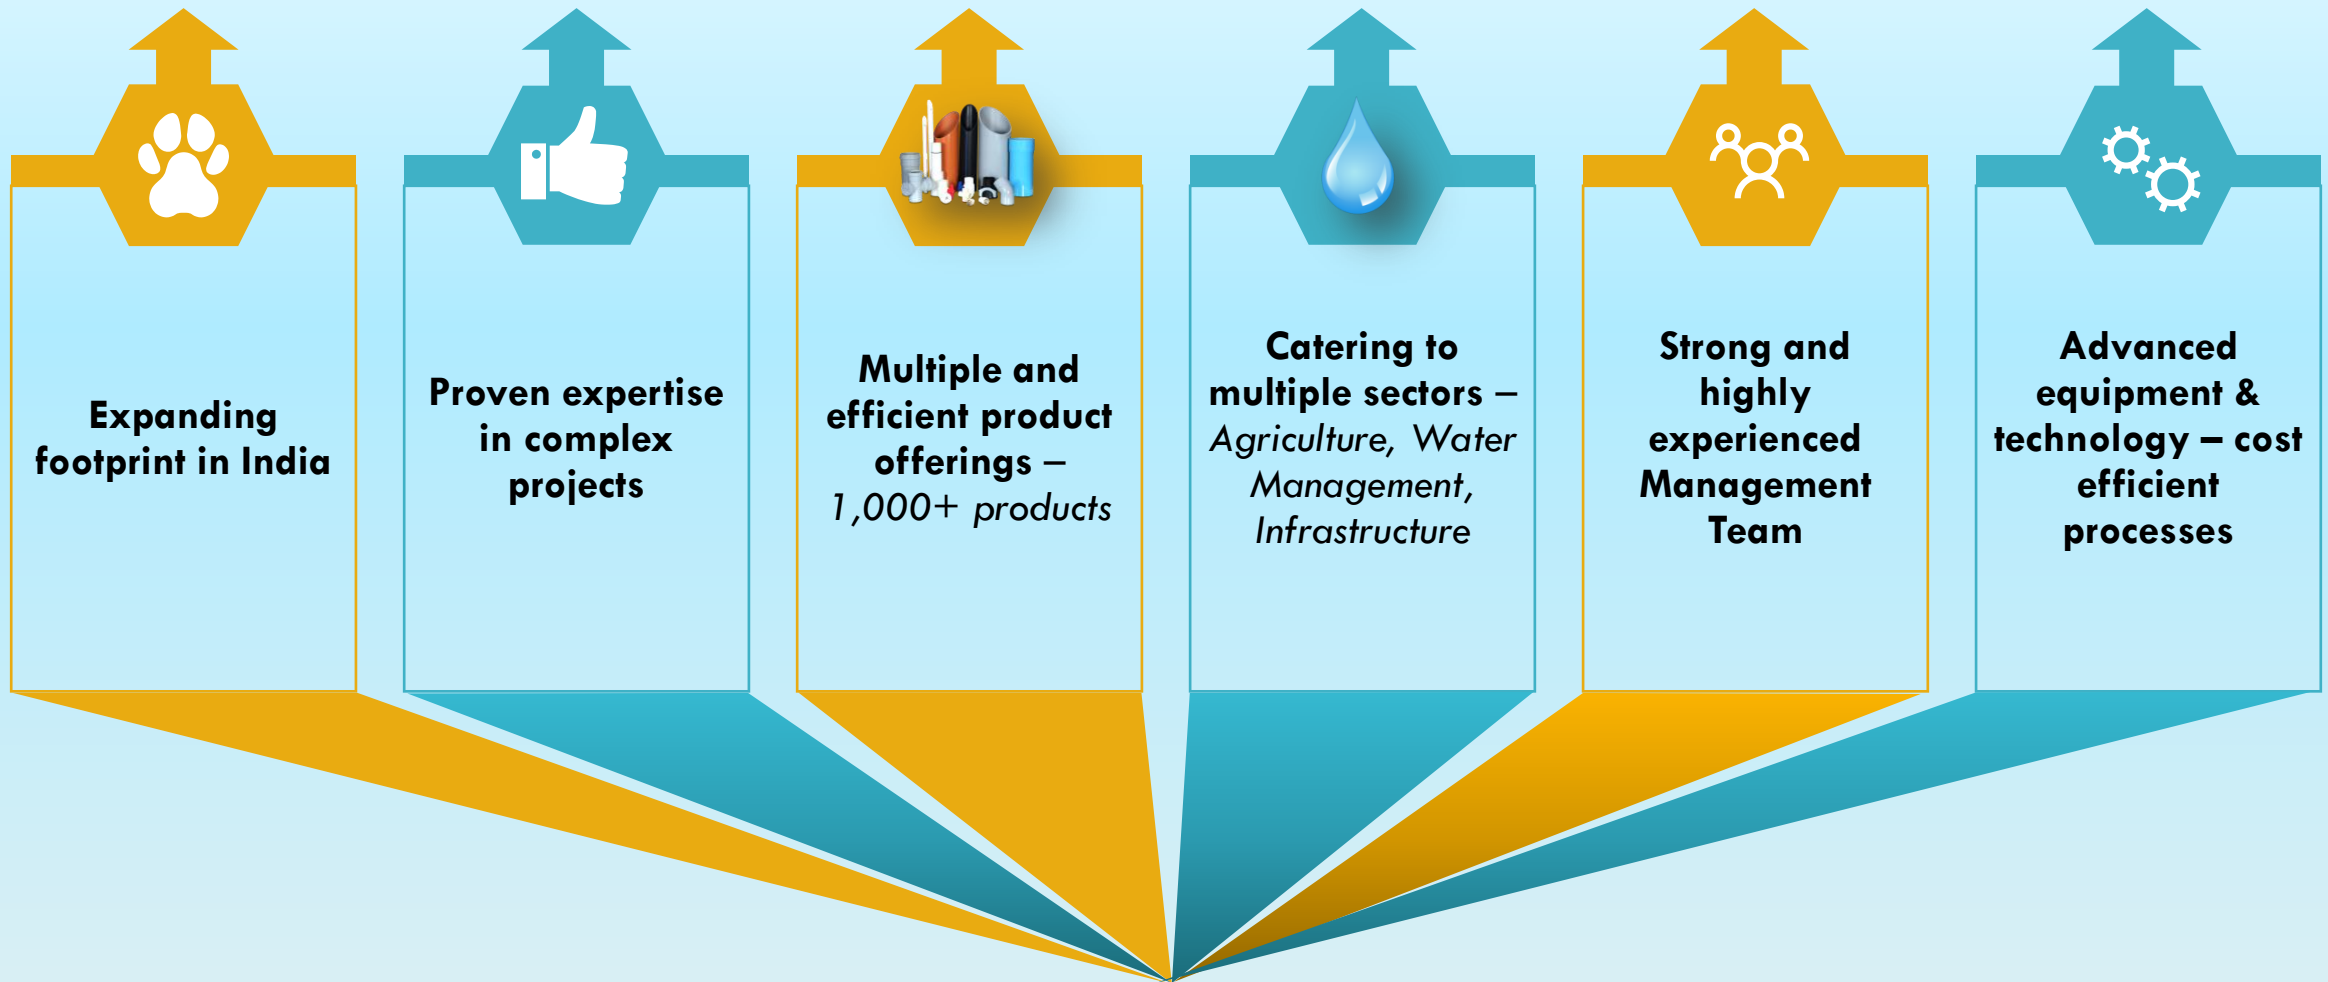 Expanding
footprint in India
Proven expertise
in complex
projects
Multiple and
efficient product
offerings –
1,000+ products
Catering to
multiple sectors –
Agriculture, Water
Management,
Infrastructure
Strong and
highly
experienced
Management
Team
Advanced
equipment &
technology – cost
efficient
processes